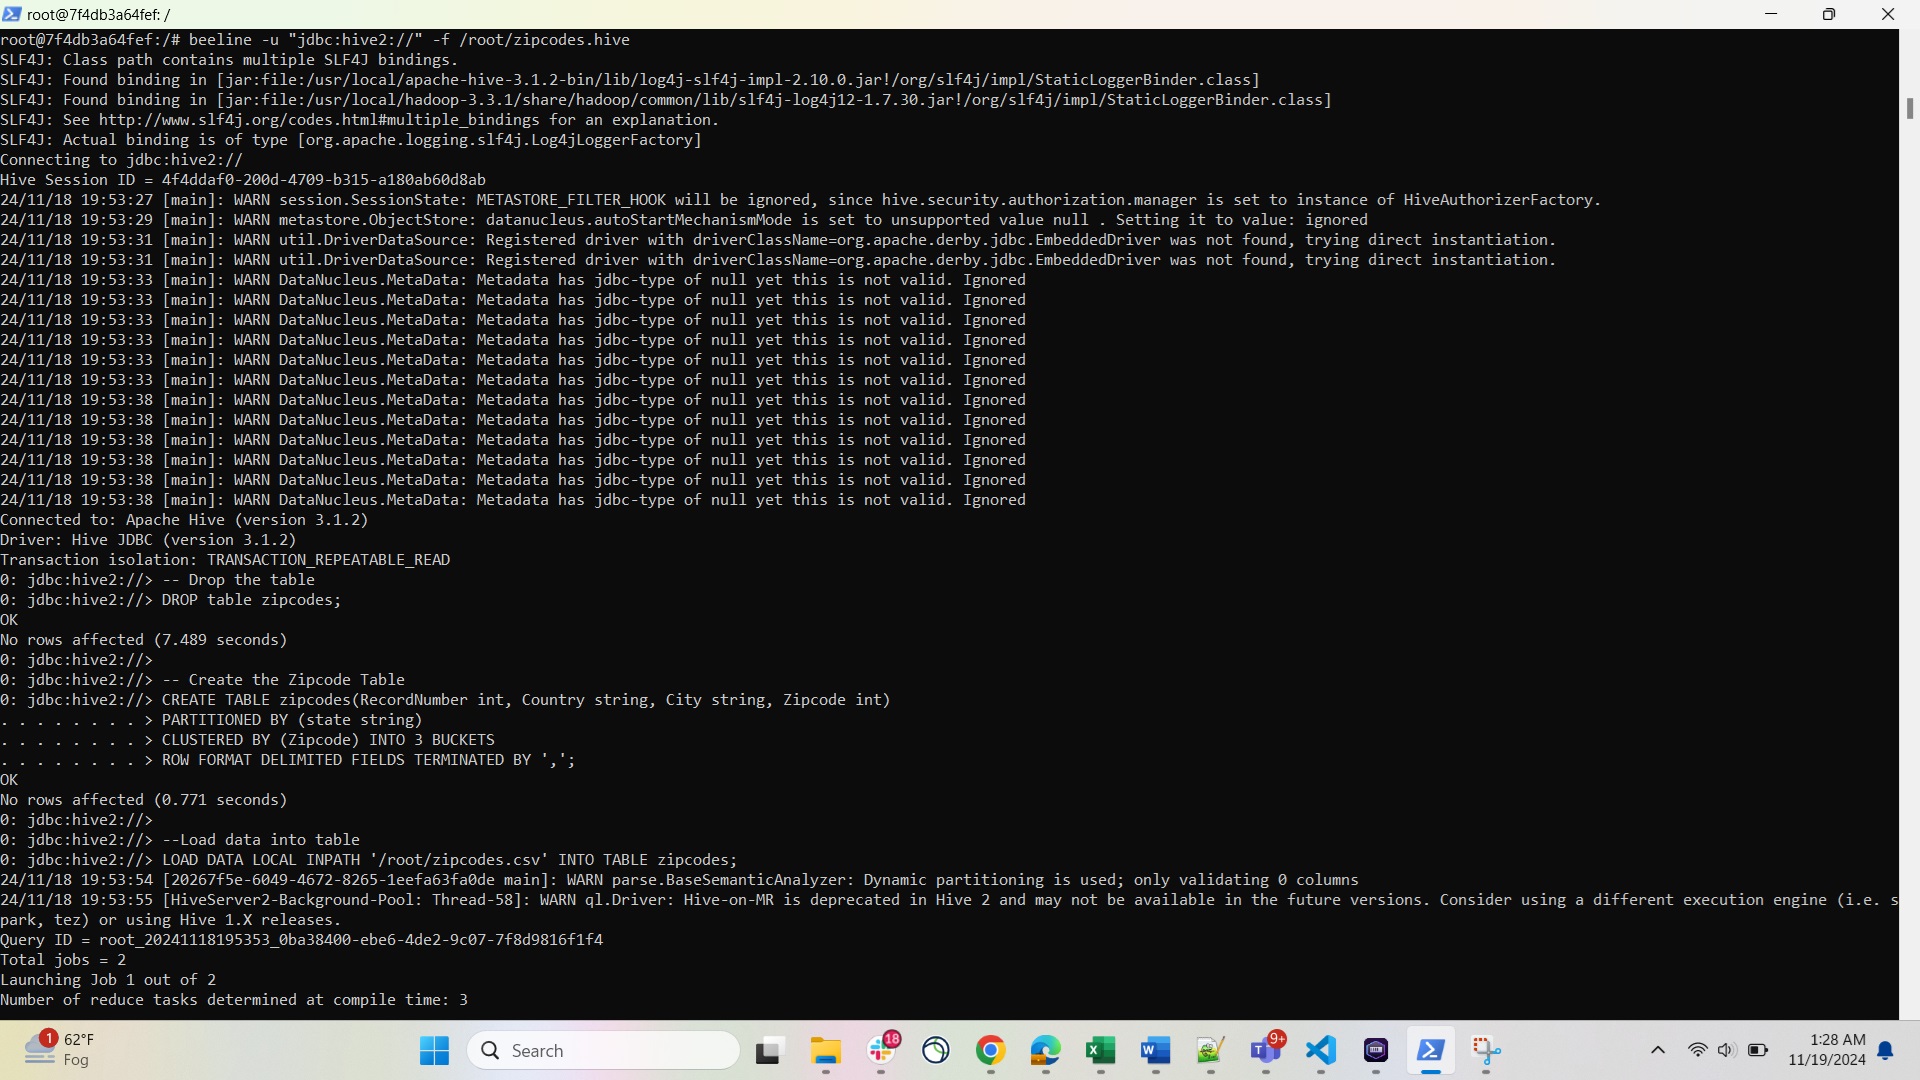 root@7f4db3a64fef: /
root@7f4db3a64fef:/# beeline -u "jdbc:hive2://" -f /root/zipcodes.hive
SLF4J: Class path contains multiple SLF4J bindings.
SLF4J: Found binding in [jar:file:/usr/local/apache-hive-3.1.2-bin/lib/log4j-slf4j-impl-2.10.0.jar!/org/slf4j/impl/StaticLoggerBinder.class]
SLF4J: Found binding in [jar:file:/usr/local/hadoop-3.3.1/share/hadoop/common/lib/slf4j-log4j12-1.7.30.jar!/org/slf4j/impl/StaticLoggerBinder.class]
SLF4J: See http://www.slf4j.org/codes.html#multiple_bindings for an explanation.
SLF4J: Actual binding is of type [org.apache.logging.slf4j.Log4jLoggerFactory]
Connecting to jdbc:hive2://
Hive Session ID = 4f4ddaf0-200d-4709-b315-a180ab60d8ab
24/11/18 19:53:27 [main]: WARN session.SessionState: METASTORE_FILTER_HOOK will be ignored, since hive.security.authorization.manager is set to instance of HiveAuthorizerFactory.
24/11/18 19:53:29 [main]: WARN metastore.ObjectStore: datanucleus.autoStartMechanismMode is set to unsupported value null . Setting it to value: ignored
24/11/18 19:53:31 [main]: WARN util.DriverDataSource: Registered driver with driverClassName=org.apache.derby.jdbc.EmbeddedDriver was not found, trying direct instantiation.
24/11/18 19:53:31 [main]: WARN util.DriverDataSource: Registered driver with driverClassName=org.apache.derby.jdbc.EmbeddedDriver was not found, trying direct instantiation.
24/11/18 19:53:33 [main]: WARN DataNucleus.MetaData: Metadata has jdbc-type of null yet this is not valid. Ignored
24/11/18 19:53:33 [main]: WARN DataNucleus.MetaData: Metadata has jdbc-type of null yet this is not valid. Ignored
24/11/18 19:53:33 [main]: WARN DataNucleus.MetaData: Metadata has jdbc-type of null yet this is not valid. Ignored
24/11/18 19:53:33 [main]: WARN DataNucleus.MetaData: Metadata has jdbc-type of null yet this is not valid. Ignored
24/11/18 19:53:33 [main]: WARN DataNucleus.MetaData: Metadata has jdbc-type of null yet this is not valid. Ignored
24/11/18 19:53:33 [main]: WARN DataNucleus.MetaData: Metadata has jdbc-type of null yet this is not valid. Ignored
24/11/18 19:53:38 [main]: WARN DataNucleus.MetaData: Metadata has jdbc-type of null yet this is not valid. Ignored
24/11/18 19:53:38 [main]: WARN DataNucleus.MetaData: Metadata has jdbc-type of null yet this is not valid. Ignored
24/11/18 19:53:38 [main]: WARN DataNucleus.MetaData: Metadata has jdbc-type of null yet this is not valid. Ignored
24/11/18 19:53:38 [main]: WARN DataNucleus.MetaData: Metadata has jdbc-type of null yet this is not valid. Ignored
24/11/18 19:53:38 [main]: WARN DataNucleus.MetaData: Metadata has jdbc-type of null yet this is not valid. Ignored
24/11/18 19:53:38 [main]: WARN DataNucleus.MetaData: Metadata has jdbc-type of null yet this is not valid. Ignored
Connected to: Apache Hive (version 3.1.2)
Driver: Hive JDBC (version 3.1.2)
Transaction isolation: TRANSACTION_REPEATABLE_READ
0: jdbc:hive2://> -- Drop the table
0: jdbc:hive2://> DROP table zipcodes;
OK
No rows affected (7.489 seconds)
0: jdbc:hive2://>
0: jdbc:hive2://> -- Create the Zipcode Table
0: jdbc:hive2://> CREATE TABLE zipcodes(RecordNumber int, Country string, City string, Zipcode int)
. . . . . . . . > PARTITIONED BY (state string)
. . . . . . . . > CLUSTERED BY (Zipcode) INTO 3 BUCKETS
. . . . . . . . > ROW FORMAT DELIMITED FIELDS TERMINATED BY ',';
OK
No rows affected (0.771 seconds)
0: jdbc:hive2://>
0: jdbc:hive2://> --Load data into table
0: jdbc:hive2://> LOAD DATA LOCAL INPATH '/root/zipcodes.csv' INTO TABLE zipcodes;
24/11/18 19:53:54 [20267f5e-6049-4672-8265-1eefa63fa0de main]: WARN parse.BaseSemanticAnalyzer: Dynamic partitioning is used; only validating 0 columns
24/11/18 19:53:55 [HiveServer2-Background-Pool: Thread-58]: WARN ql.Driver: Hive-on-MR is deprecated in Hive 2 and may not be available in the future versions. Consider using a different execution engine (i.e. s
park, tez) or using Hive 1.X releases.
Query ID = root_20241118195353_0ba38400-ebe6-4de2-9c07-7f8d9816f1f4
Total jobs = 2
Launching Job 1 out of 2
Number of reduce tasks determined at compile time: 3
1
62°F
Fog
Search
18
9+
1:28 AM
11/19/2024